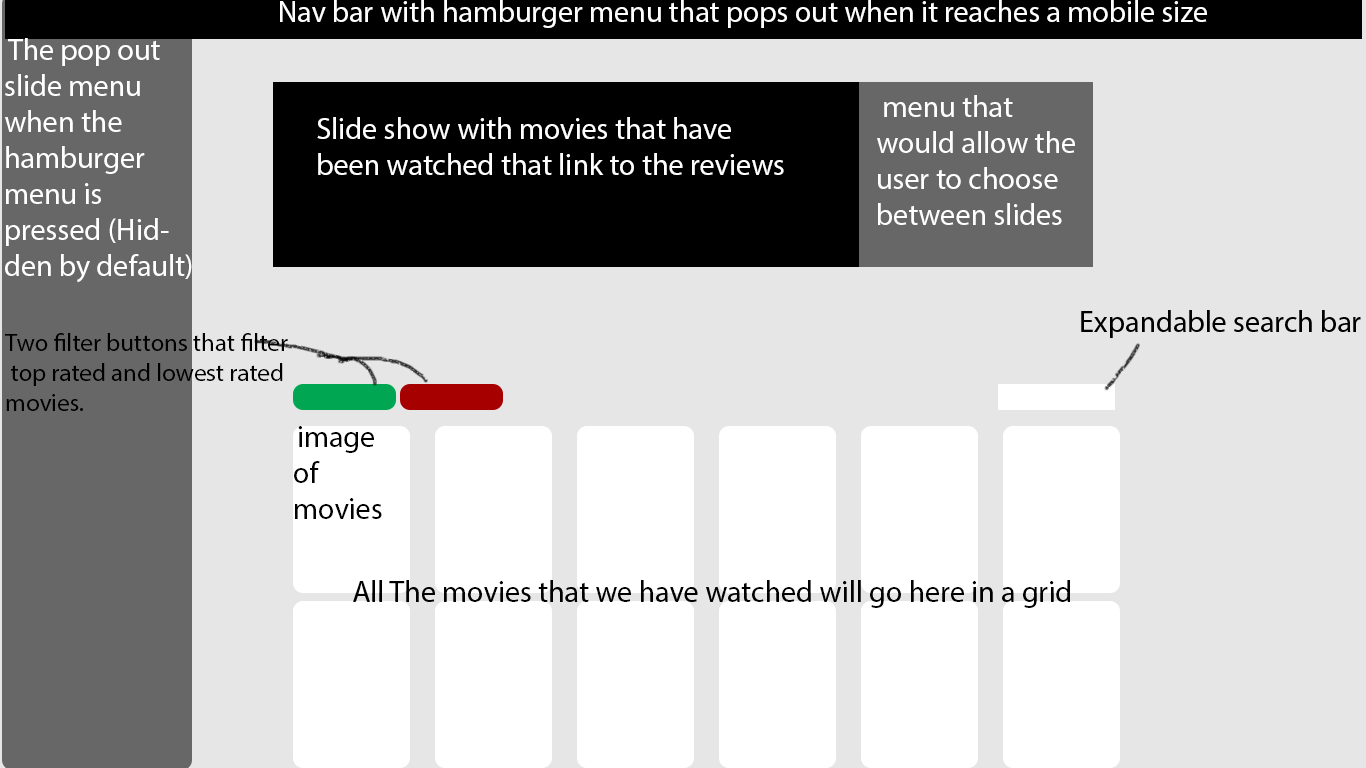 Nav bar with hamburger menu that pops out when it reaches a mobile size
The pop out
slide menu
when the
hamburger
menu is
pressed (Hid-
den by default)
Slide show with movies that have
been watched that link to the reviews
menu that
would allow the
user to choose
between slides
Expandable search bar
Two filter buttons that filter
top rated and lowest rated
movies.
image
of
movies
All The movies that we have watched will go here in a grid